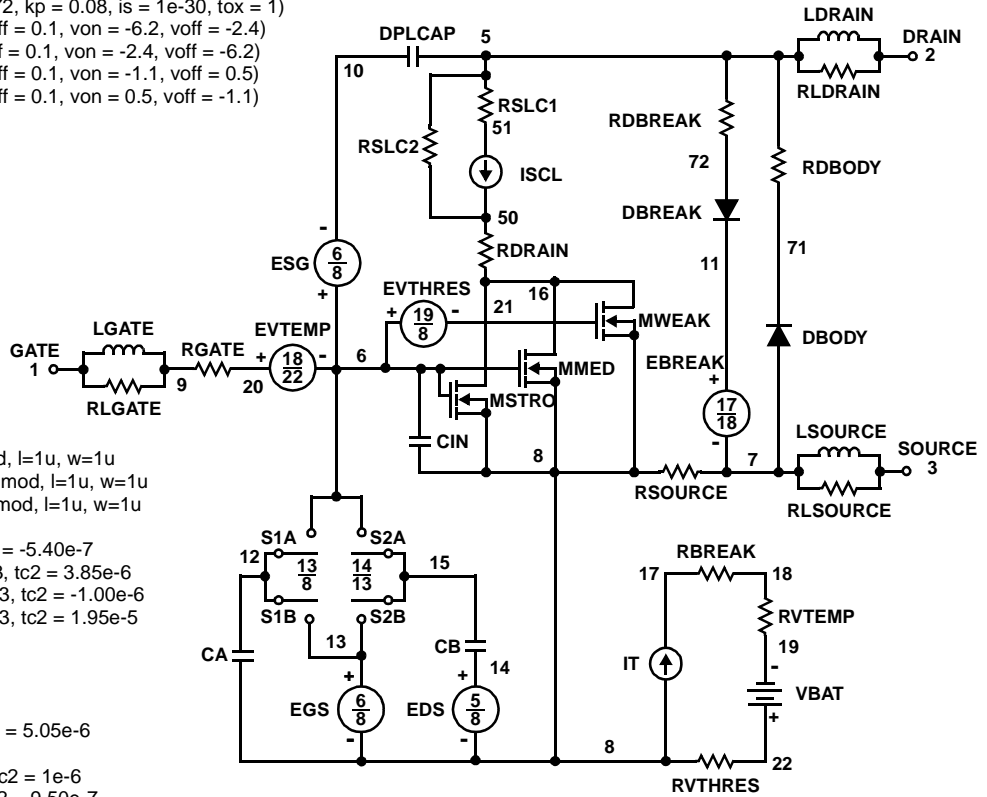 72, kp = 0.08, is = 1e-30, tox = 1)
ff = 0.1, von = -6.2, voff = -2.4)
f = 0.1, von = -2.4, voff = -6.2)
ff = 0.1, von = -1.1, voff = 0.5)
ff = 0.1, von = 0.5, voff = -1.1)
DPLCAP
5
10
LDRAIN
DRAIN
2
RLDRAIN
RSLC1
51
RSLC2
ISCL
50
RDRAIN
RDBREAK
72
DBREAK
11
RDBODY
71
DBODY
-
ESG
6
8
+
EVTHRES
+
19
8
-
21
16
MWEAK
MMED
MSTRO
EBREAK
+
17
18
-
LGATE
GATE
1
RLGATE
9
RGATE
20
EVTEMP
+
18
22
-
6
CIN
8
RSOURCE
7
LSOURCE
SOURCE
3
RLSOURCE
d, l=1u, w=1u
mod, l=1u, w=1u
mod, l=1u, w=1u
= -5.40e-7
3, tc2 = 3.85e-6
3, tc2 = -1.00e-6
3, tc2 = 1.95e-5
= 5.05e-6
c2 = 1e-6
S1A
S2A
12
13
8
14
13
15
S1B
S2B
13
CA
CB
14
+
EGS
6
8
-
+
EDS
5
8
-
8
RBREAK
17
18
RVTEMP
19
IT
-
VBAT
+
22
RVTHRES